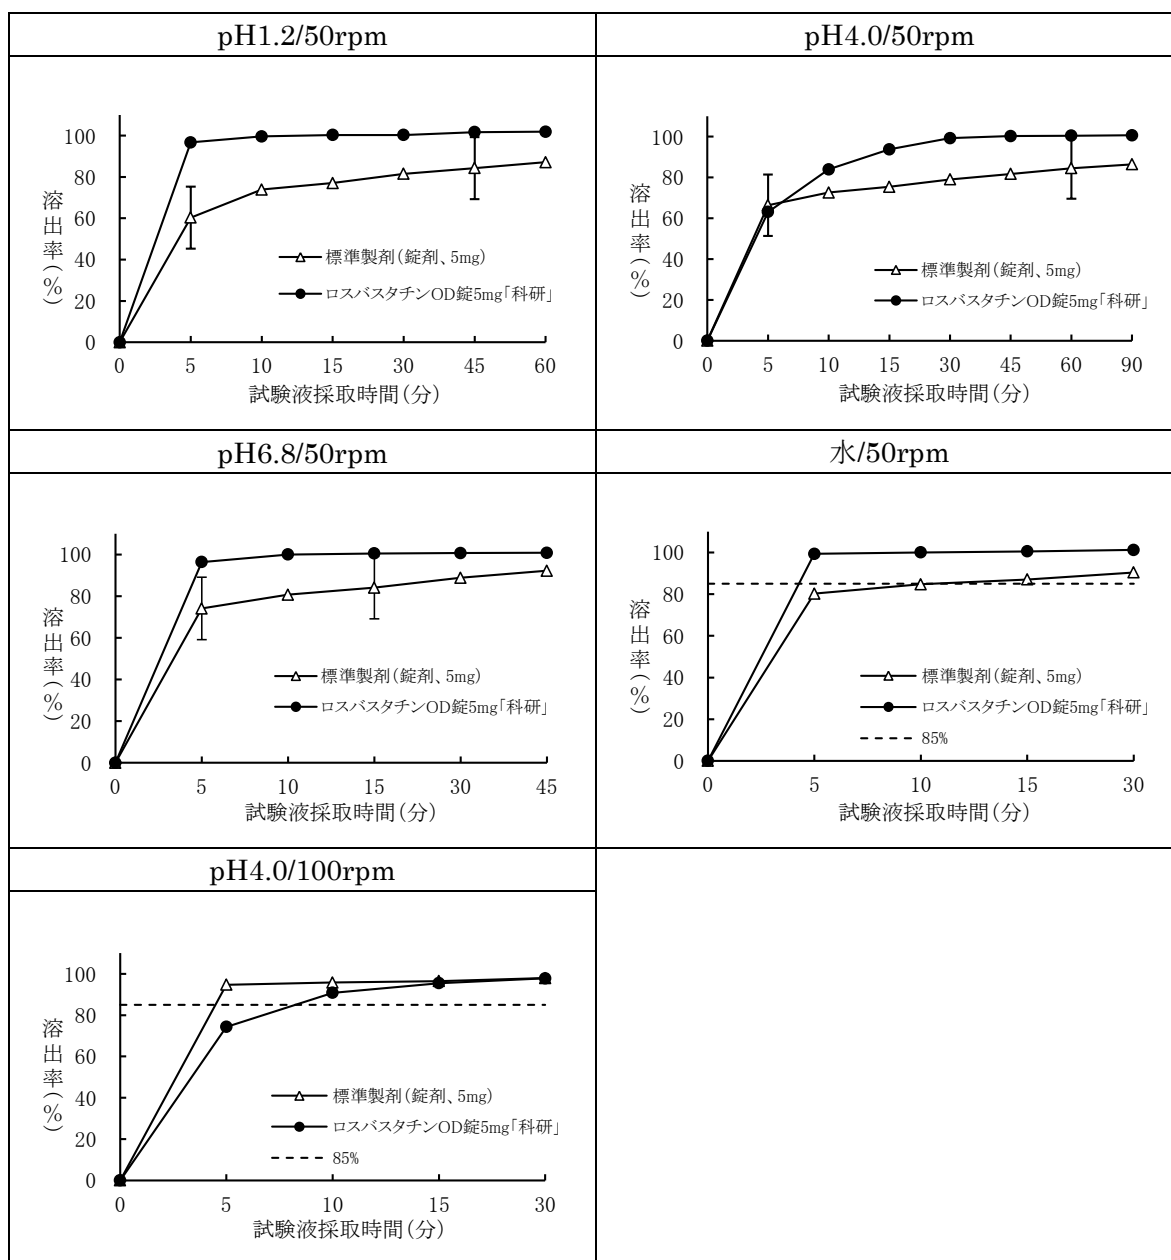 pH1.2/50rpm
100
80
60
40
20
0
溶出率(%)
標準製剤(錠剤、5mg)
ロスバスタチンOD錠5mg「科研」
0 5 10 15 30 45 60
試験液採取時間(分)
pH4.0/50rpm
100
80
60
40
20
0
溶出率(%)
標準製剤(錠剤、5mg)
ロスバスタチンOD錠5mg「科研」
0 5 10 15 30 45 60 90
試験液採取時間(分)
pH6.8/50rpm
100
80
60
40
20
0
溶出率(%)
標準製剤(錠剤、5mg)
ロスバスタチンOD錠5mg「科研」
0 5 10 15 30 45
試験液採取時間(分)
水/50rpm
100
80
60
40
20
0
溶出率(%)
標準製剤(錠剤、5mg)
ロスバスタチンOD錠5mg「科研」
85%
0 5 10 15 30
試験液採取時間(分)
pH4.0/100rpm
100
80
60
40
20
0
溶出率(%)
標準製剤(錠剤、5mg)
ロスバスタチンOD錠5mg「科研」
85%
0 5 10 15 30
試験液採取時間(分)